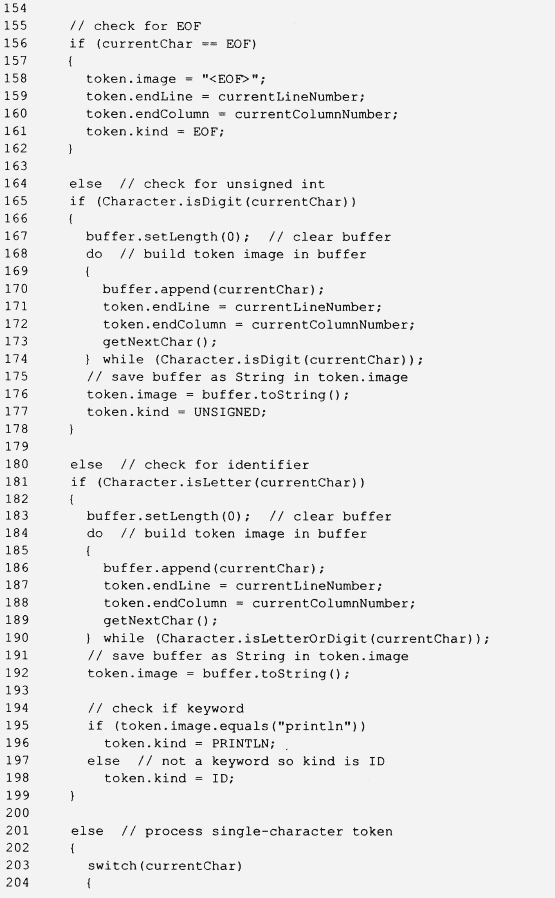 154
155 // check for EOF
156 if (currentChar == EOF)
157 {
158 token.image = "<EOF>";
159 token.endLine = currentLineNumber;
160 token.endColumn = currentColumnNumber;
161 token.kind = EOF;
162 }
163
164 else // check for unsigned int
165 if (Character.isDigit(currentChar))
166 {
167 buffer.setLength(0); // clear buffer
168 do // build token image in buffer
169 {
170 buffer.append(currentChar);
171 token.endLine = currentLineNumber;
172 token.endColumn = currentColumnNumber;
173 getNextChar();
174 } while (Character.isDigit(currentChar));
175 // save buffer as String in token.image
176 token.image = buffer.toString();
177 token.kind = UNSIGNED;
178 }
179
180 else // check for identifier
181 if (Character.isLetter(currentChar))
182 {
183 buffer.setLength(0); // clear buffer
184 do // build token image in buffer
185 {
186 buffer.append(currentChar);
187 token.endLine = currentLineNumber;
188 token.endColumn = currentColumnNumber;
189 getNextChar();
190 } while (Character.isLetterOrDigit(currentChar));
191 // save buffer as String in token.image
192 token.image = buffer.toString();
193
194 // check if keyword
195 if (token.image.equals("println"))
196 token.kind = PRINTLN;
197 else // not a keyword so kind is ID
198 token.kind = ID;
199 }
200
201 else // process single-character token
202 {
203 switch(currentChar)
204 {